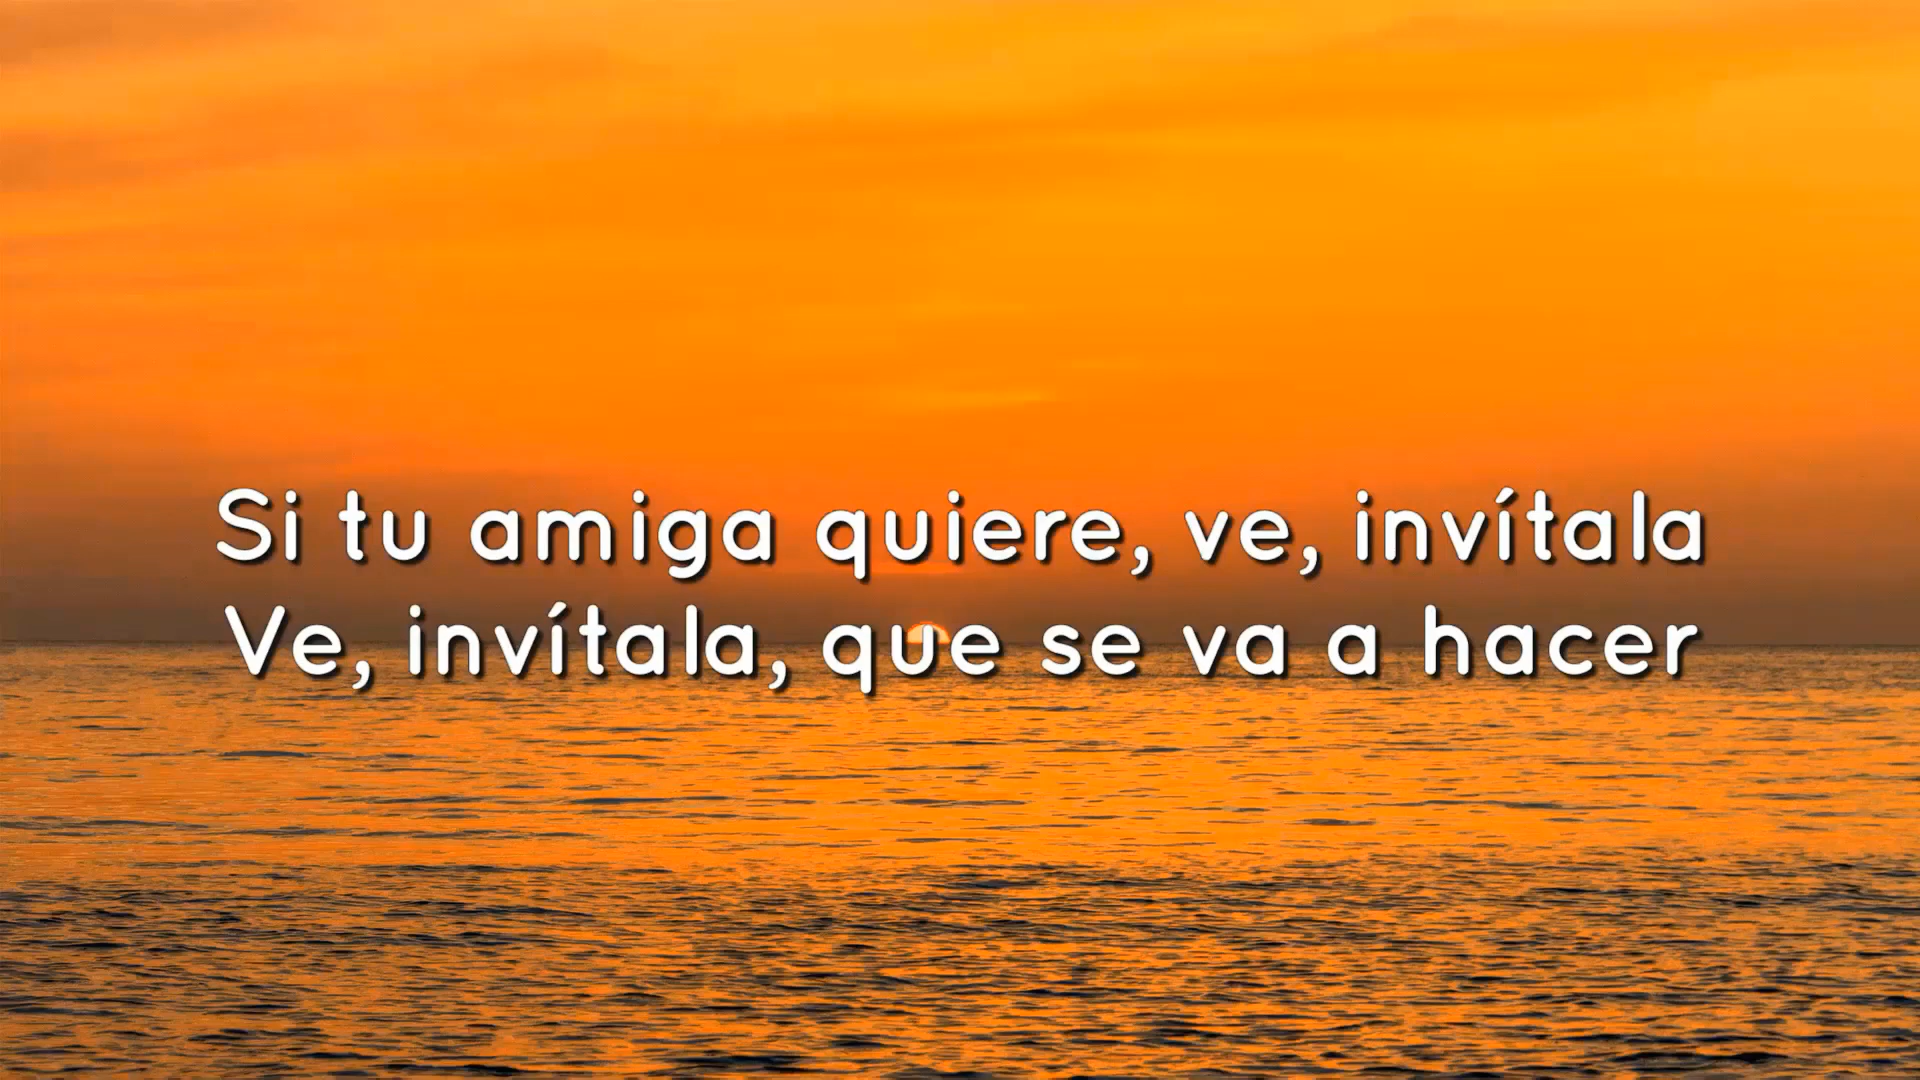 Si tu amiga quiere, ve, invítala
Ve, invítala, que se va a hacer